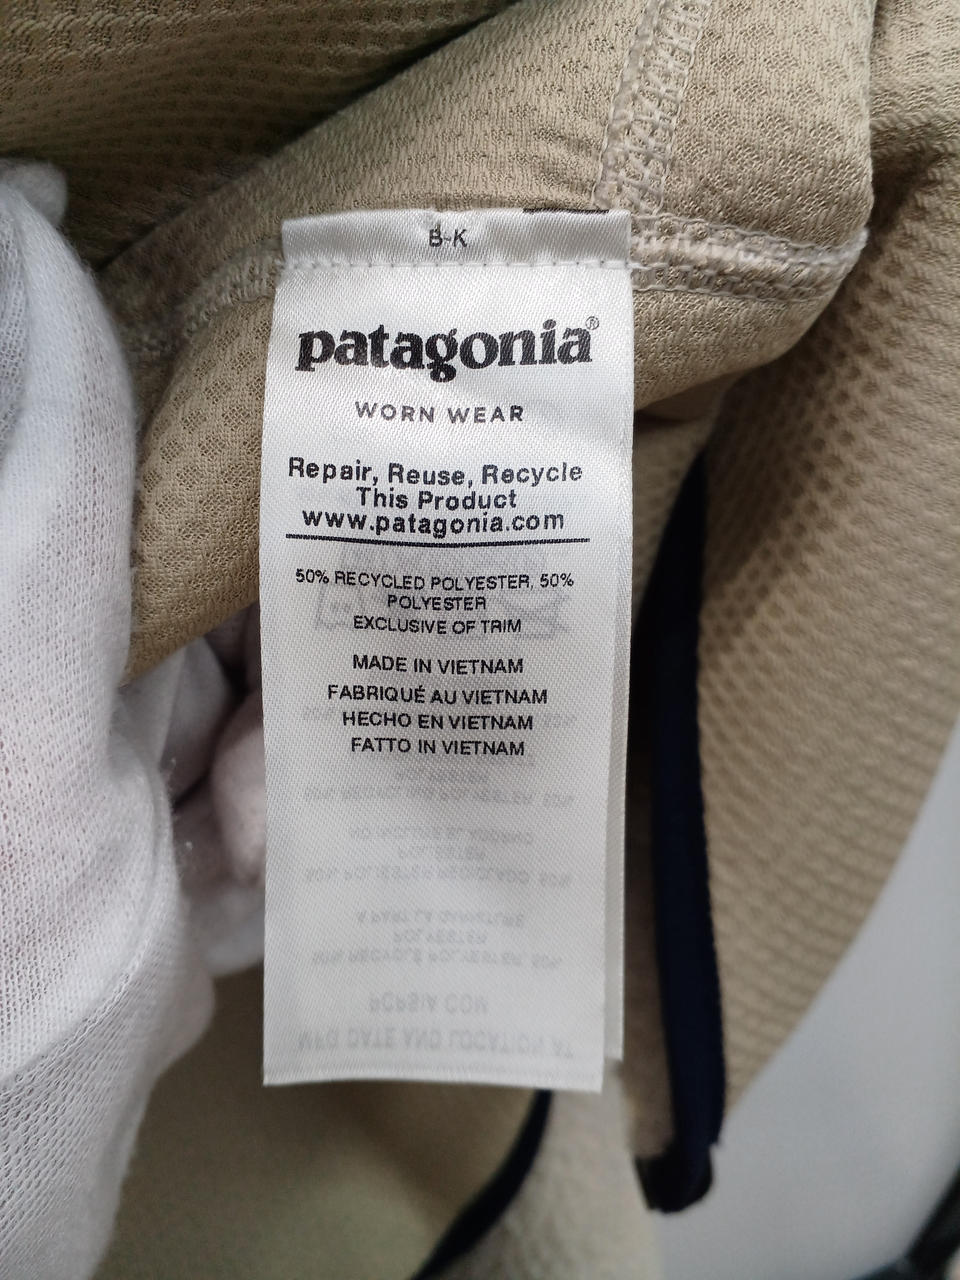 B-K
patagonia®
WORN WEAR
Repair, Reuse, Recycle
This Product
www.patagonia.com
50% RECYCLED POLYESTER, 50%
POLYESTER
EXCLUSIVE OF TRIM
MADE IN VIETNAM
FABRIQUÉ AU VIETNAM
HECHO EN VIETNAM
FATTO IN VIETNAM